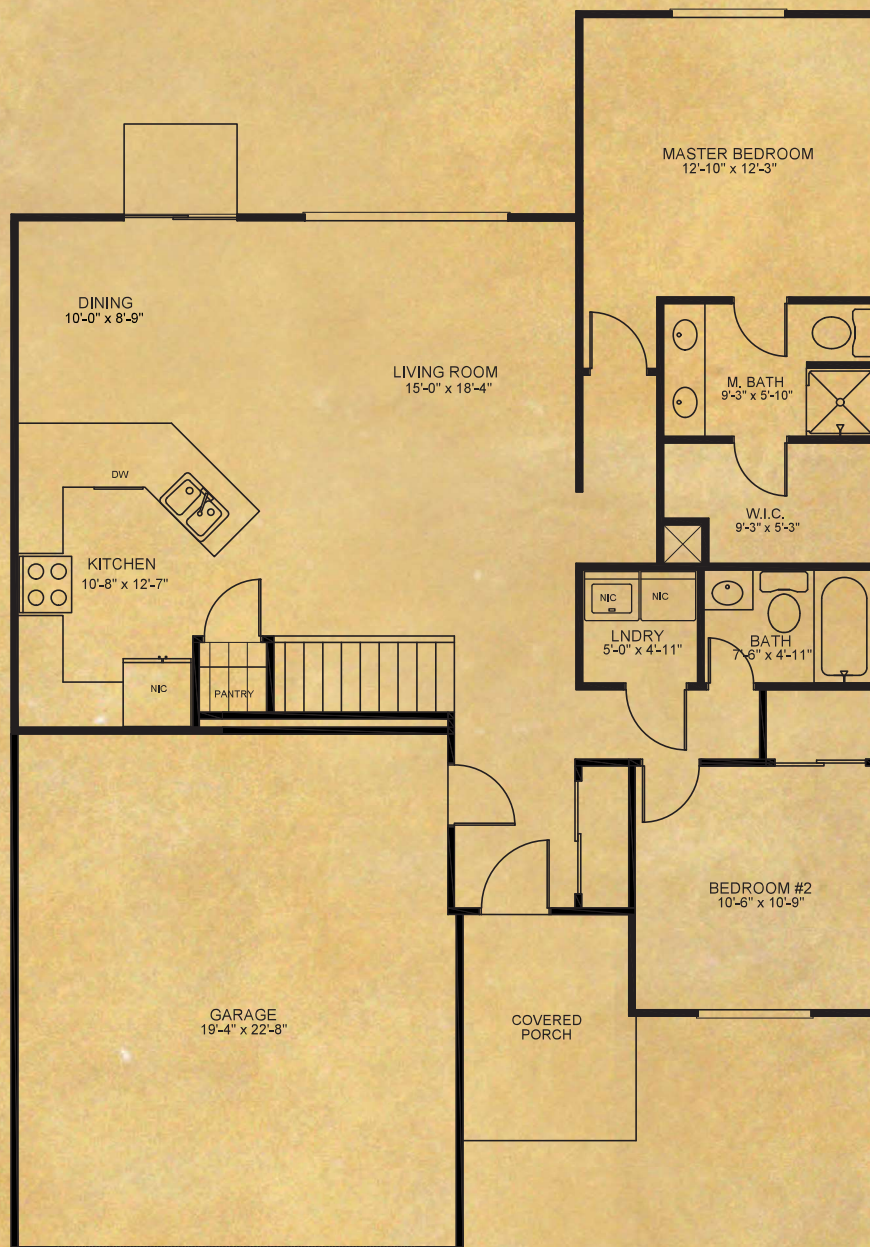 MASTER BEDROOM
12'-10" x 12'-3"
DINING
10'-0" x 8'-9"
LIVING ROOM
15'-0" x 18'-4"
M. BATH
9'-3" x 5'-10"
DW
W.I.C.
9'-3" x 5'-3"
KITCHEN
10'-8" x 12'-7"
NIC
NIC
LNDRY
5'-0" x 4'-11"
BATH
7'-6" x 4'-11"
NIC
PANTRY
BEDROOM #2
10'-6" x 10'-9"
GARAGE
19'-4" x 22'-8"
COVERED
PORCH